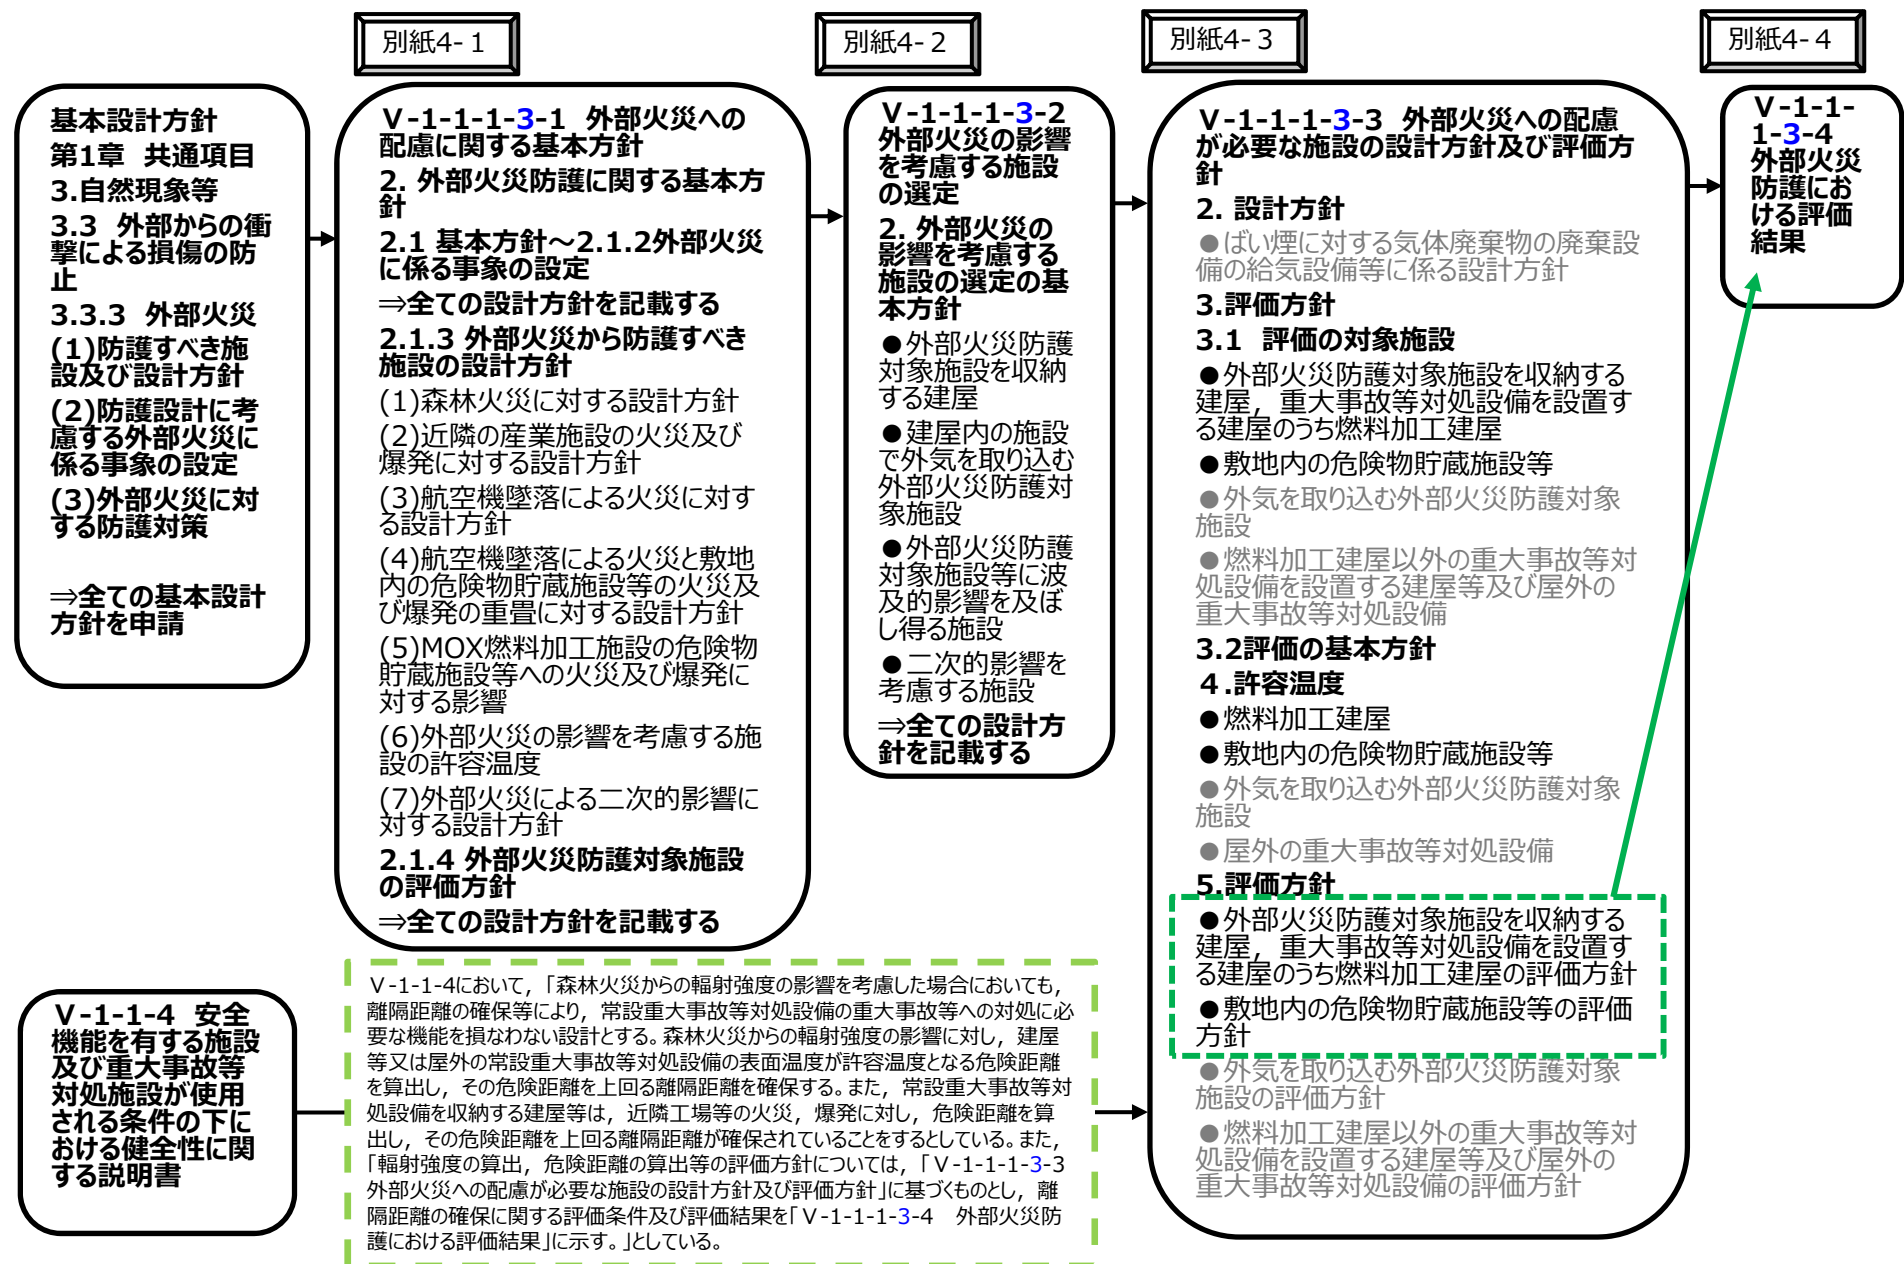 別紙4-１
別紙4-２
別紙4-３
別紙4-４
基本設計方針
第1章 共通項目
3.自然現象等
3.3 外部からの衝
撃による損傷の防
止
3.3.3 外部火災
(1)防護すべき施
設及び設計方針
(2)防護設計に考
慮する外部火災に
係る事象の設定
(3)外部火災に対
する防護対策
⇒全ての基本設計
方針を申請
Ⅴ-1-1-1-3-1 外部火災への
配慮に関する基本方針
2. 外部火災防護に関する基本方
針
2.1 基本方針～2.1.2外部火災
に係る事象の設定
⇒全ての設計方針を記載する
2.1.3 外部火災から防護すべき
施設の設計方針
(1)森林火災に対する設計方針
(2)近隣の産業施設の火災及び
爆発に対する設計方針
(3)航空機墜落による火災に対す
る設計方針
(4)航空機墜落による火災と敷地
内の危険物貯蔵施設等の火災及
び爆発の重畳に対する設計方針
(5)MOX燃料加工施設の危険物
貯蔵施設等への火災及び爆発に
対する影響
(6)外部火災の影響を考慮する施
設の許容温度
(7)外部火災による二次的影響に
対する設計方針
2.1.4 外部火災防護対象施設
の評価方針
⇒全ての設計方針を記載する
Ⅴ-1-1-1-3-2
外部火災の影響
を考慮する施設
の選定
2. 外部火災の
影響を考慮する
施設の選定の基
本方針
●外部火災防護
対象施設を収納
する建屋
●建屋内の施設
で外気を取り込む
外部火災防護対
象施設
●外部火災防護
対象施設等に波
及的影響を及ぼ
し得る施設
●二次的影響を
考慮する施設
⇒全ての設計方
針を記載する
Ⅴ-1-1-1-3-3 外部火災への配慮
が必要な施設の設計方針及び評価方
針
2. 設計方針
●ばい煙に対する気体廃棄物の廃棄設
備の給気設備等に係る設計方針
3.評価方針
3.1 評価の対象施設
●外部火災防護対象施設を収納する
建屋，重大事故等対処設備を設置す
る建屋のうち燃料加工建屋
●敷地内の危険物貯蔵施設等
●外気を取り込む外部火災防護対象
施設
●燃料加工建屋以外の重大事故等対
処設備を設置する建屋等及び屋外の
重大事故等対処設備
3.2評価の基本方針
４.許容温度
●燃料加工建屋
●敷地内の危険物貯蔵施設等
●外気を取り込む外部火災防護対象
施設
●屋外の重大事故等対処設備
5.評価方針
●外部火災防護対象施設を収納する
建屋，重大事故等対処設備を設置す
る建屋のうち燃料加工建屋の評価方針
●敷地内の危険物貯蔵施設等の評価
方針
●外気を取り込む外部火災防護対象
施設の評価方針
●燃料加工建屋以外の重大事故等対
処設備を設置する建屋等及び屋外の
重大事故等対処設備の評価方針
Ⅴ-1-1-
1-3-4
外部火災
防護にお
ける評価
結果
Ⅴ-1-1-4 安全
機能を有する施設
及び重大事故等
対処施設が使用
される条件の下に
おける健全性に関
する説明書
Ⅴ-1-1-4において，「森林火災からの輻射強度の影響を考慮した場合においても，
離隔距離の確保等により，常設重大事故等対処設備の重大事故等への対処に必
要な機能を損なわない設計とする。森林火災からの輻射強度の影響に対し，建屋
等又は屋外の常設重大事故等対処設備の表面温度が許容温度となる危険距離
を算出し，その危険距離を上回る離隔距離を確保する。また，常設重大事故等対
処設備を収納する建屋等は，近隣工場等の火災，爆発に対し，危険距離を算
出し，その危険距離を上回る離隔距離が確保されていることをするとしている。また，
「輻射強度の算出，危険距離の算出等の評価方針については，「Ⅴ-1-1-1-3-3
外部火災への配慮が必要な施設の設計方針及び評価方針」に基づくものとし，離
隔距離の確保に関する評価条件及び評価結果を「Ⅴ-1-1-1-3-4　外部火災防
護における評価結果」に示す。」としている。